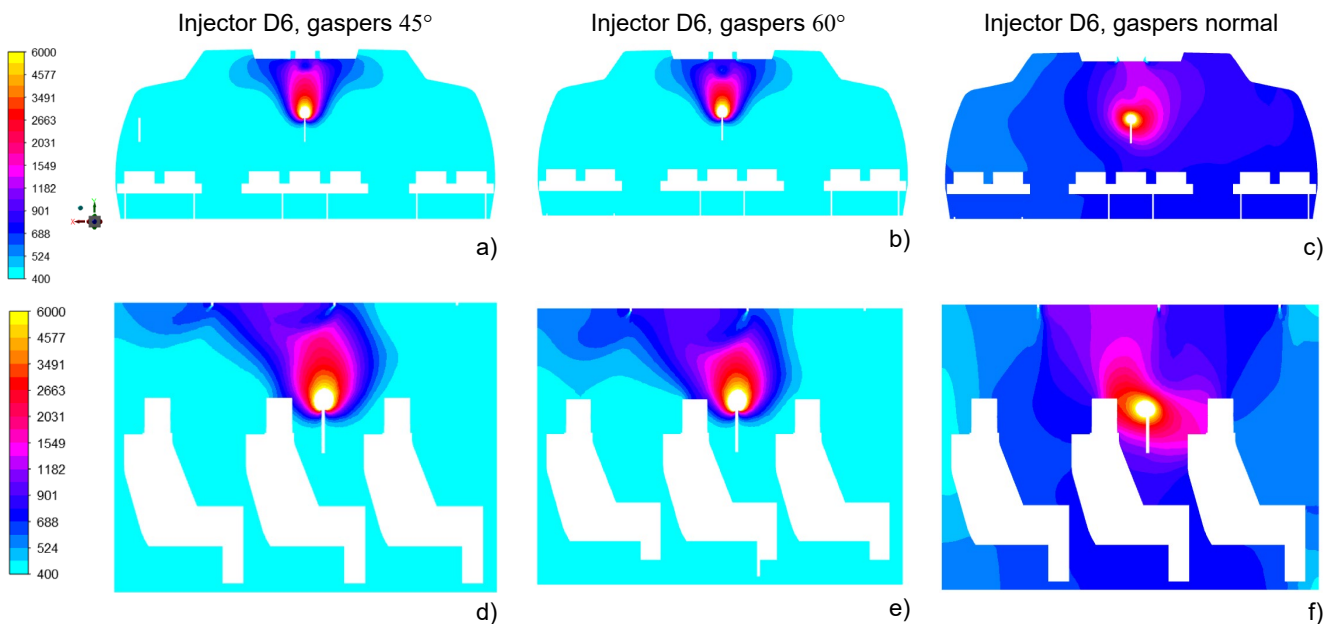 Injector D6, gaspers 45°
Injector D6, gaspers 60°
Injector D6, gaspers normal
6000
4577
3491
2663
2031
1549
1182
901
688
524
400
Y
X
a)
b)
c)
6000
4577
3491
2663
2031
1549
1182
901
688
524
400
d)
e)
f)